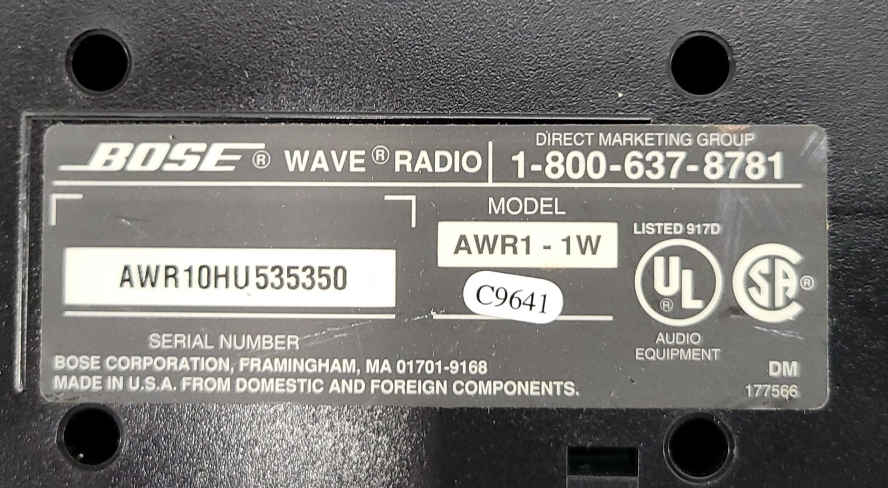 DIRECT MARKETING GROUP
BOSE® WAVE® RADIO 1-800-637-8781
MODEL
AWR1 - 1W
LISTED 917D
UL®
SA®
AWR10HU535350
C9641
SERIAL NUMBER
AUDIO
EQUIPMENT
BOSE CORPORATION, FRAMINGHAM, MA 01701-9168
MADE IN U.S.A. FROM DOMESTIC AND FOREIGN COMPONENTS.
DM
177566